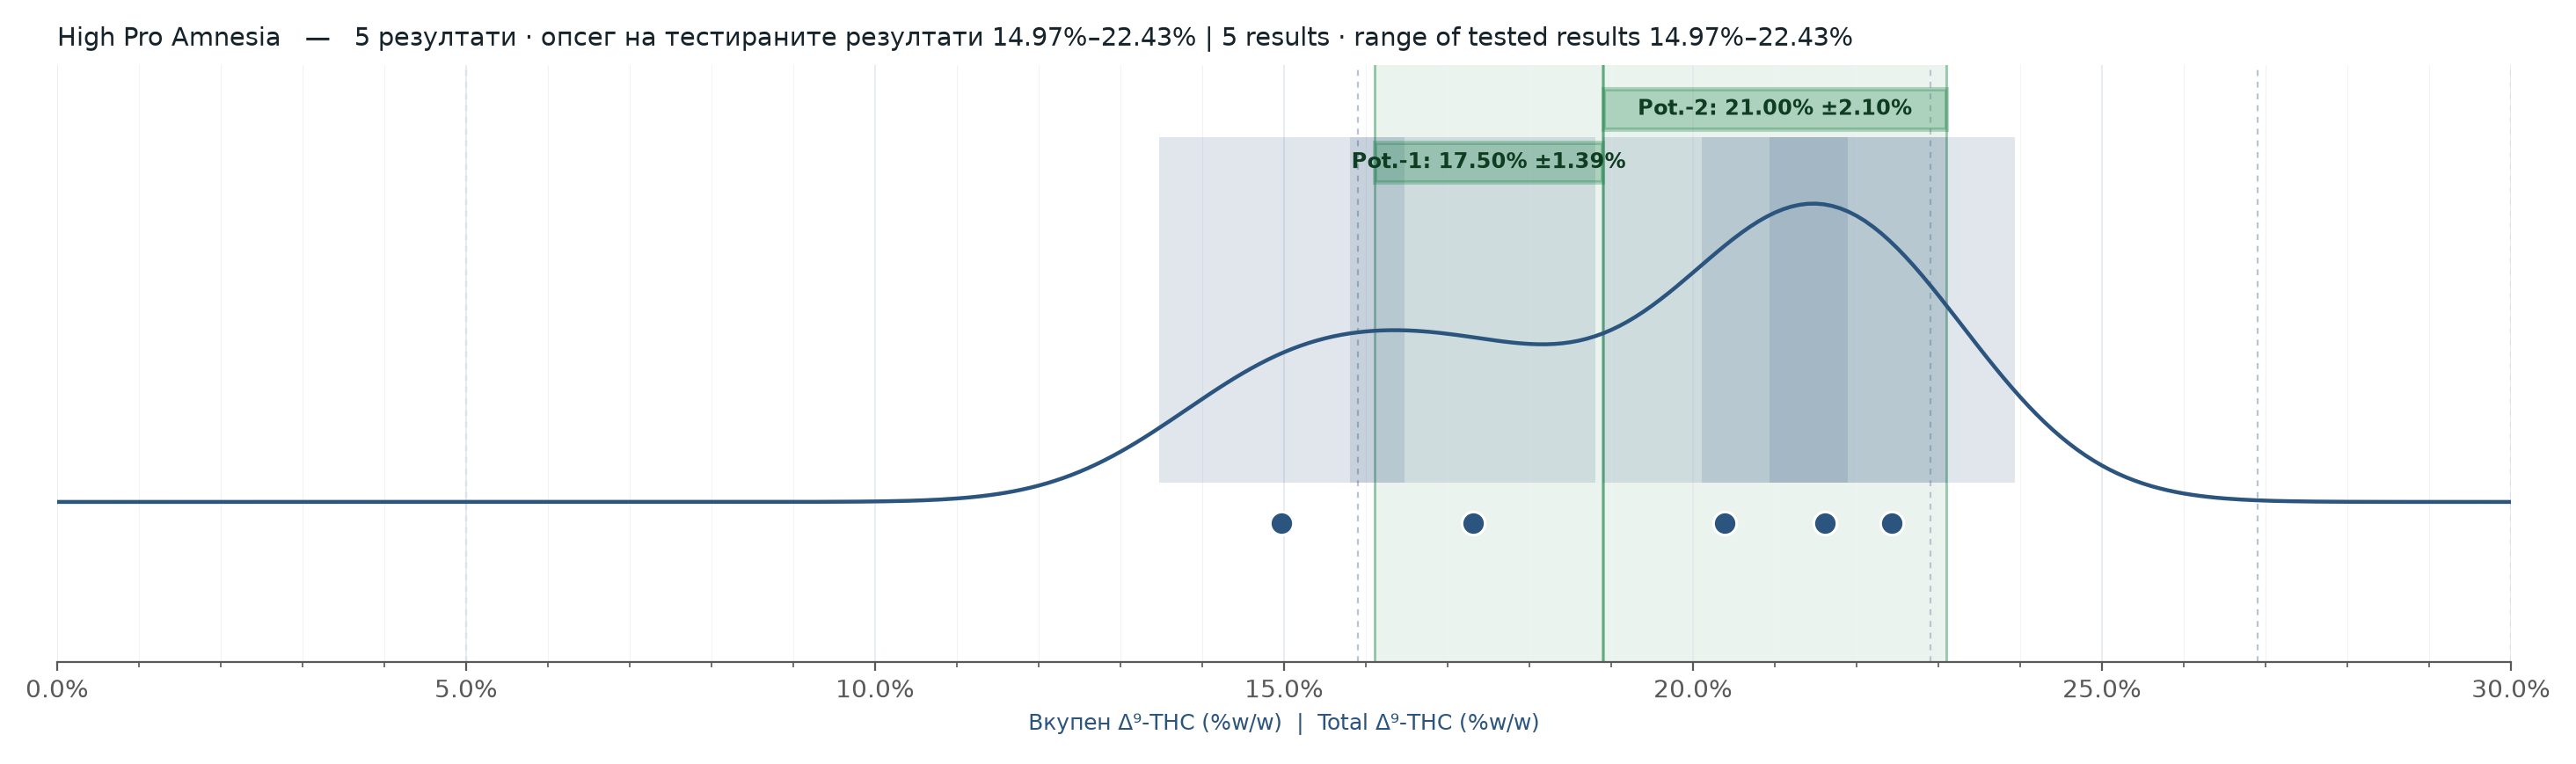 High Pro Amnesia — 5 резултати · опсег на тестираните резултати 14.97%–22.43% | 5 results · range of tested results 14.97%–22.43%
Pot.-2: 21.00% ±2.10%
Pot.-1: 17.50% ±1.39%
0.0% 5.0% 10.0% 15.0% 20.0% 25.0% 30.0%
Вкупен Δ⁹-THC (%w/w) | Total Δ⁹-THC (%w/w)